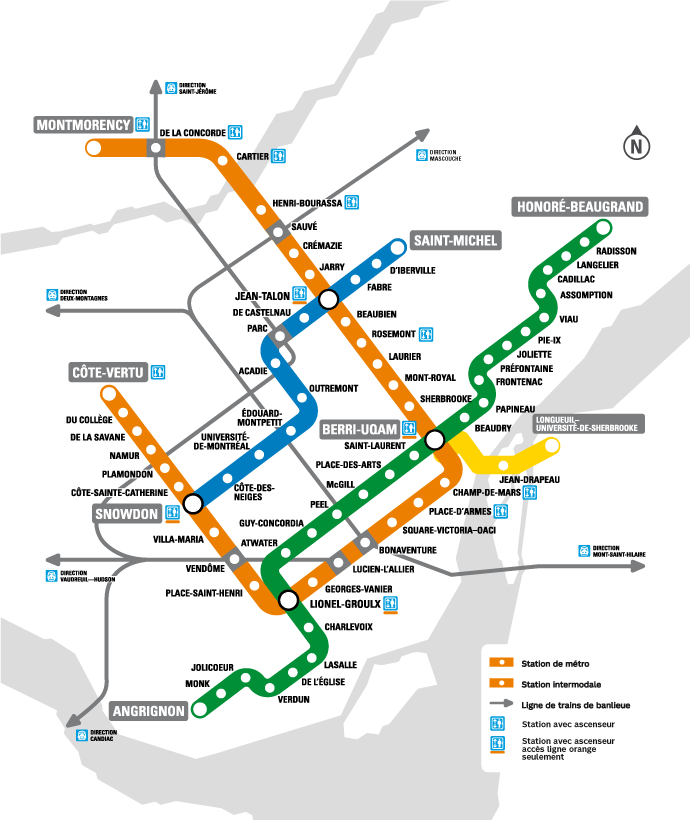 DIRECTION
SAINT-JÉRÔME
MONTMORENCY
DE LA CONCORDE
CARTIER
DIRECTION
MASCOUCHE
N
HENRI-BOURASSA
HONORÉ-BEAUGRAND
SAUVÉ
SAINT-MICHEL
CRÉMAZIE
RADISSON
JARRY
D'IBERVILLE
LANGELIER
CADILLAC
FABRE
DIRECTION
DEUX-MONTAGNES
JEAN-TALON
ASSOMPTION
DE CASTELNAU
BEAUBIEN
VIAU
PARC
ROSEMONT
PIE-IX
JOLIETTE
LAURIER
PRÉFONTAINE
ACADIE
CÔTE-VERTU
MONT-ROYAL
FRONTENAC
OUTREMONT
SHERBROOKE
PAPINEAU
ÉDOUARD-
MONTPETIT
DU COLLÈGE
BERRI-UQAM
BEAUDRY
LONGUEUIL–
UNIVERSITÉ-DE-SHERBROOKE
DE LA SAVANE
UNIVERSITÉ-
DE-MONTRÉAL
SAINT-LAURENT
NAMUR
PLACE-DES-ARTS
PLAMONDON
JEAN-DRAPEAU
McGILL
CÔTE-SAINTE-CATHERINE
CÔTE-DES-
NEIGES
CHAMP-DE-MARS
PEEL
SNOWDON
PLACE-D'ARMES
GUY-CONCORDIA
SQUARE-VICTORIA–OACI
VILLA-MARIA
ATWATER
BONAVENTURE
DIRECTION
MONT-SAINT-HILAIRE
VENDÔME
LUCIEN-L'ALLIER
DIRECTION
VAUDREUIL—HUDSON
PLACE-SAINT-HENRI
GEORGES-VANIER
LIONEL-GROULX
CHARLEVOIX
JOLICOEUR
LASALLE
MONK
DE L'ÉGLISE
VERDUN
ANGRIGNON
DIRECTION
CANDIAC
Station de métro
Station intermodale
Ligne de trains de banlieue
Station avec ascenseur
Station avec ascenseur
accès ligne orange
seulement